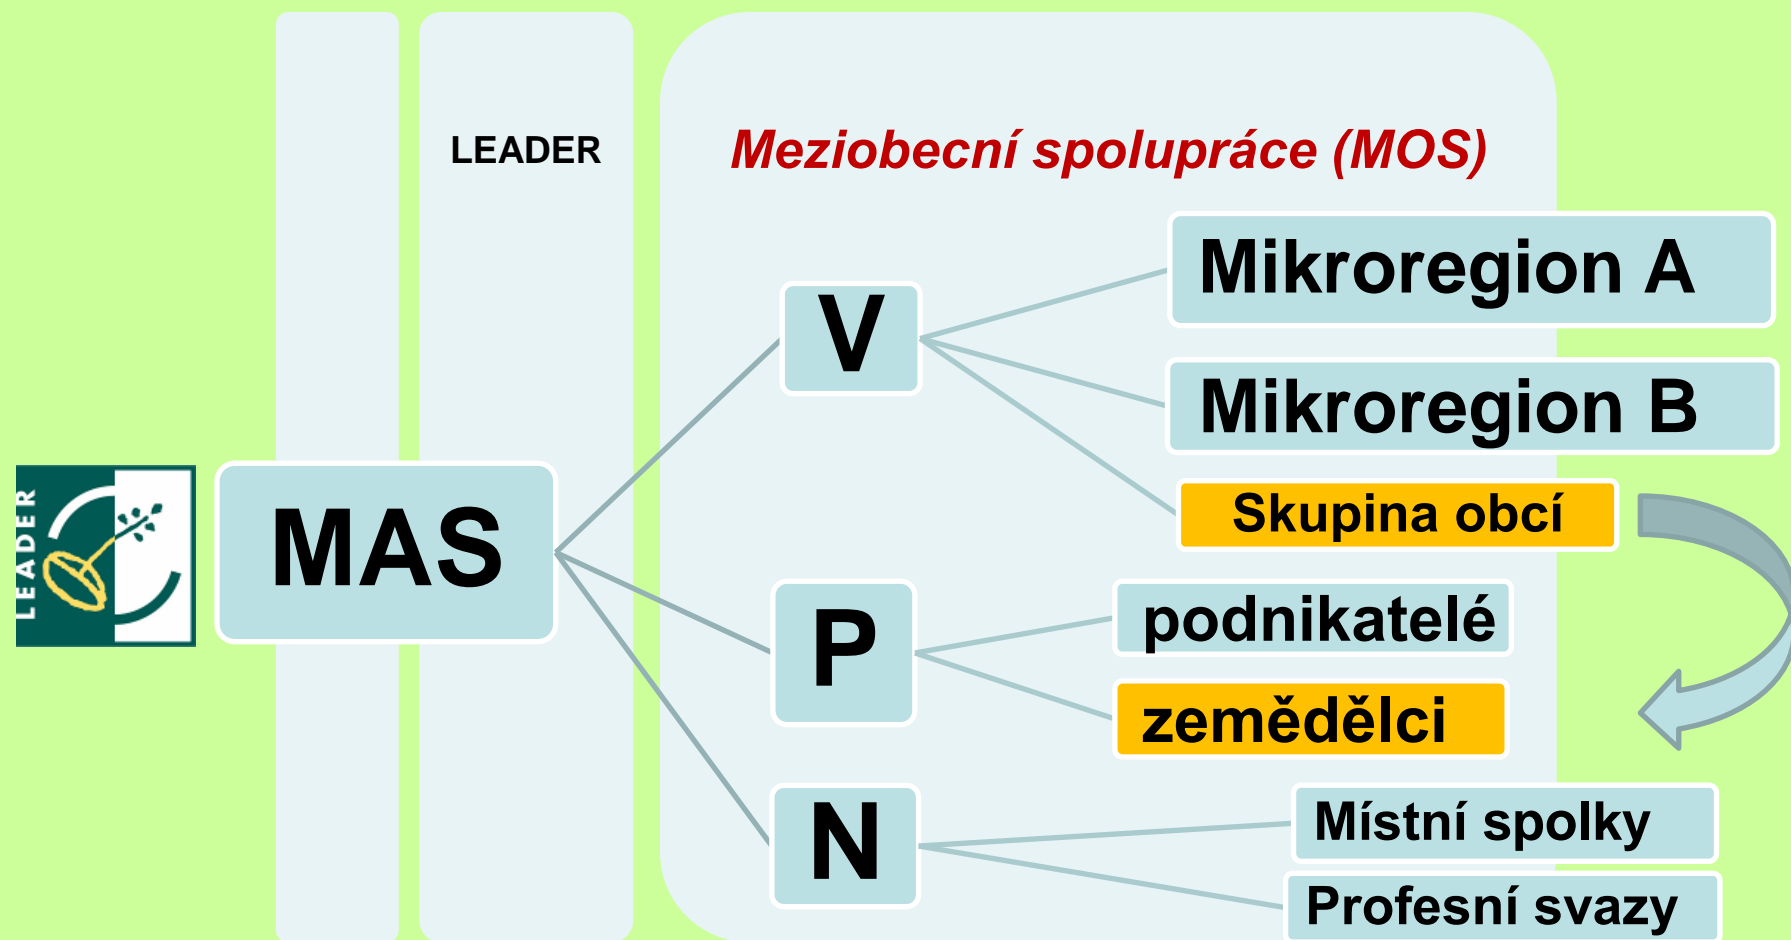 LEADER
Meziobecní spolupráce (MOS)
Mikroregion A
V
Mikroregion B
LEADER
MAS
Skupina obcí
P
podnikatelé
zemědělci
N
Místní spolky
Profesní svazy